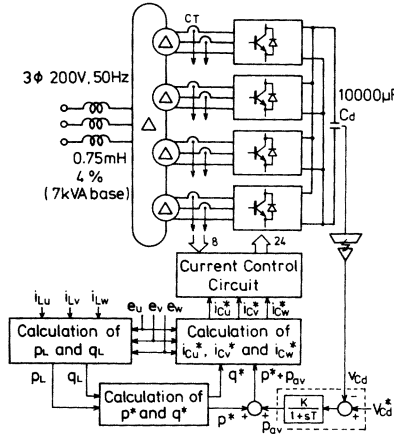 CT
3Φ 200V, 50Hz
Δ
Δ
Δ
Δ
Δ
10000μF
Cd
0.75mH
4 %
(7kVA base)
8
24
Current Control
Circuit
iLu iLv iLw
eu ev ew
iCu* iCv* iCw*
Calculation of
pL and qL
Calculation of
iCu*, iCv* and iCw*
pL qL
q* p*+pav
Calculation of
p* and q*
p* + +
pav
K
1+sT
- +
vCd
VCd*